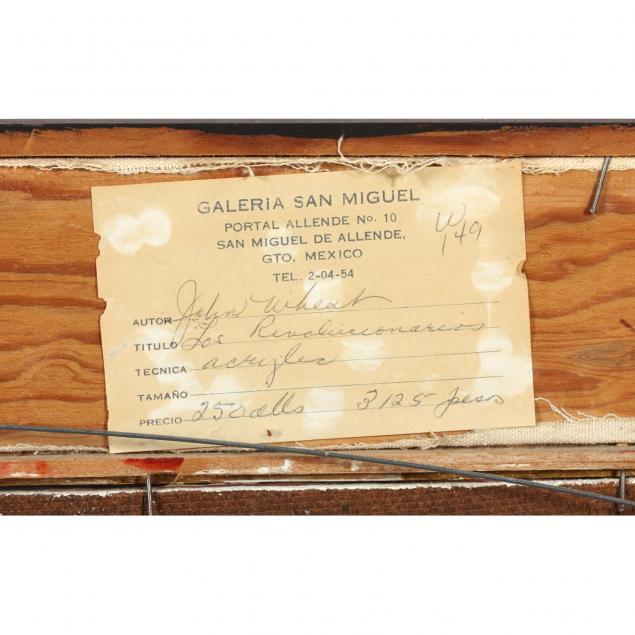 GALERIA SAN MIGUEL
PORTAL ALLENDE No. 10
SAN MIGUEL DE ALLENDE,
GTO. MEXICO
TEL. 2-04-54
W
149
AUTOR John Wheat
TITULO Los Revolucionarios
TECNICA acrylic
TAMAÑO
PRECIO 250 dlls 3125 pesos